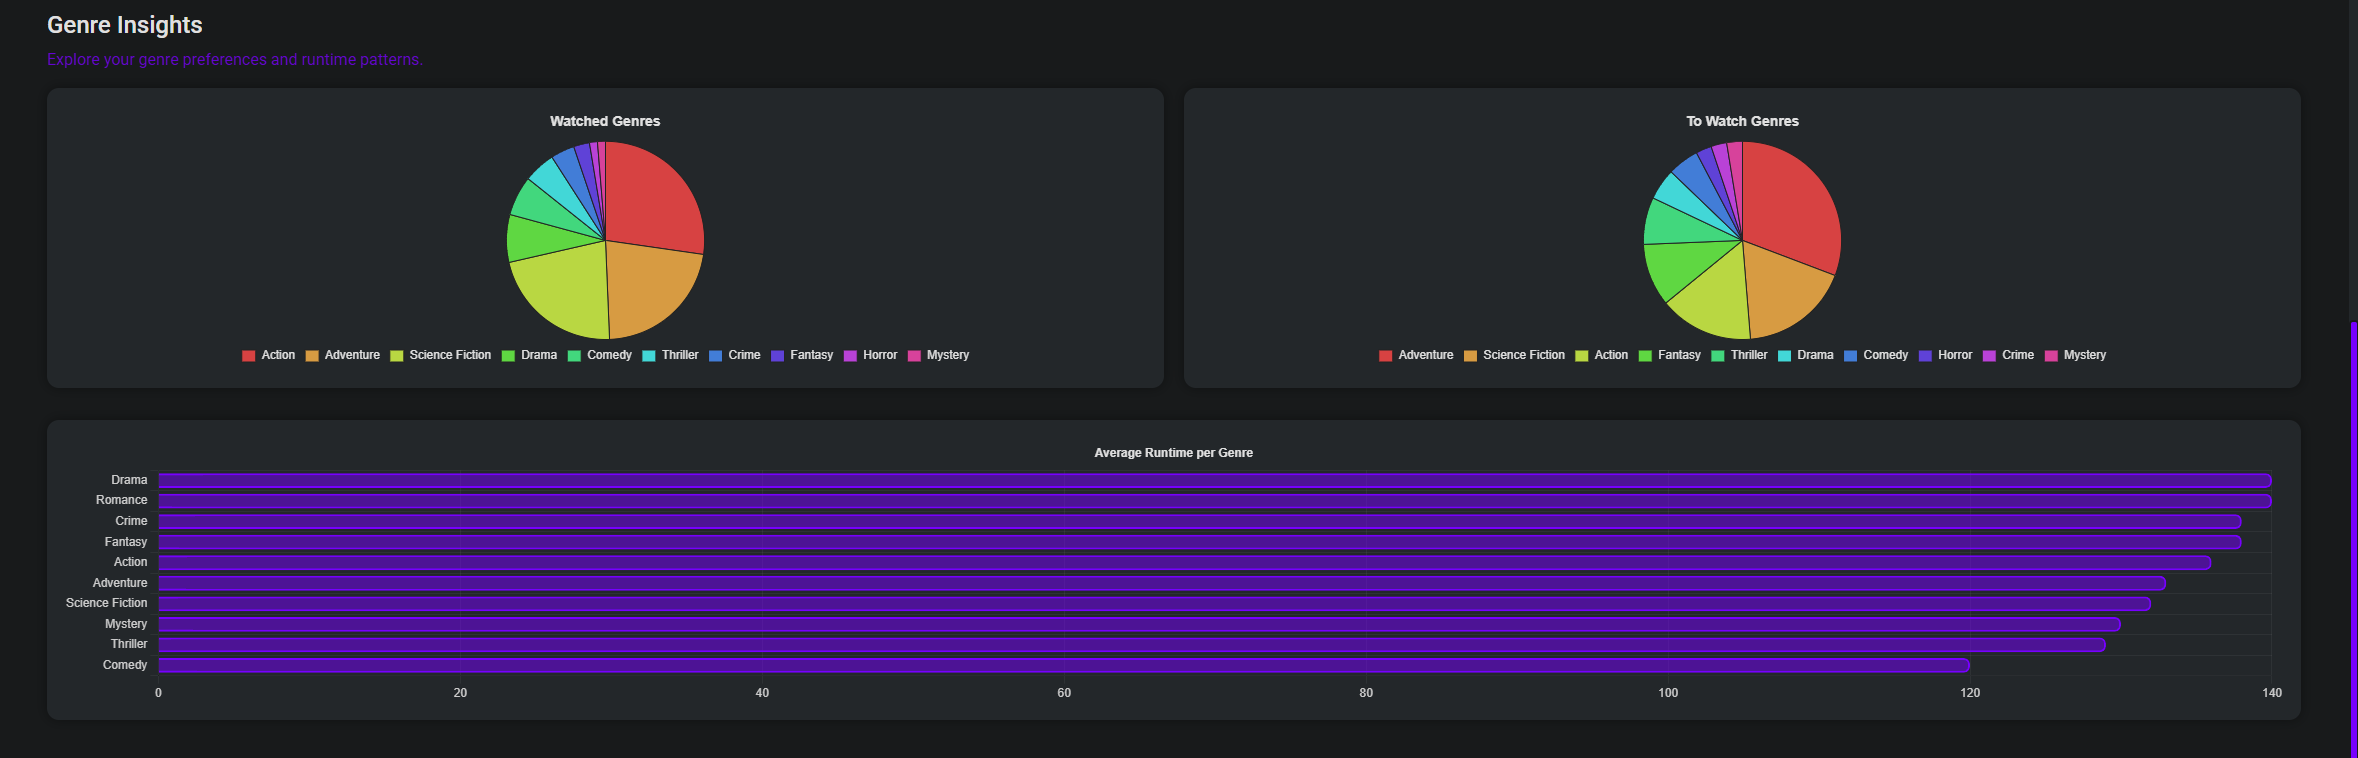 Genre Insights
Explore your genre preferences and runtime patterns.
Watched Genres
Action Adventure Science Fiction Drama Comedy Thriller Crime Fantasy Horror Mystery
To Watch Genres
Adventure Science Fiction Action Fantasy Thriller Drama Comedy Horror Crime Mystery
Average Runtime per Genre
Drama
Romance
Crime
Fantasy
Action
Adventure
Science Fiction
Mystery
Thriller
Comedy
0 20 40 60 80 100 120 140